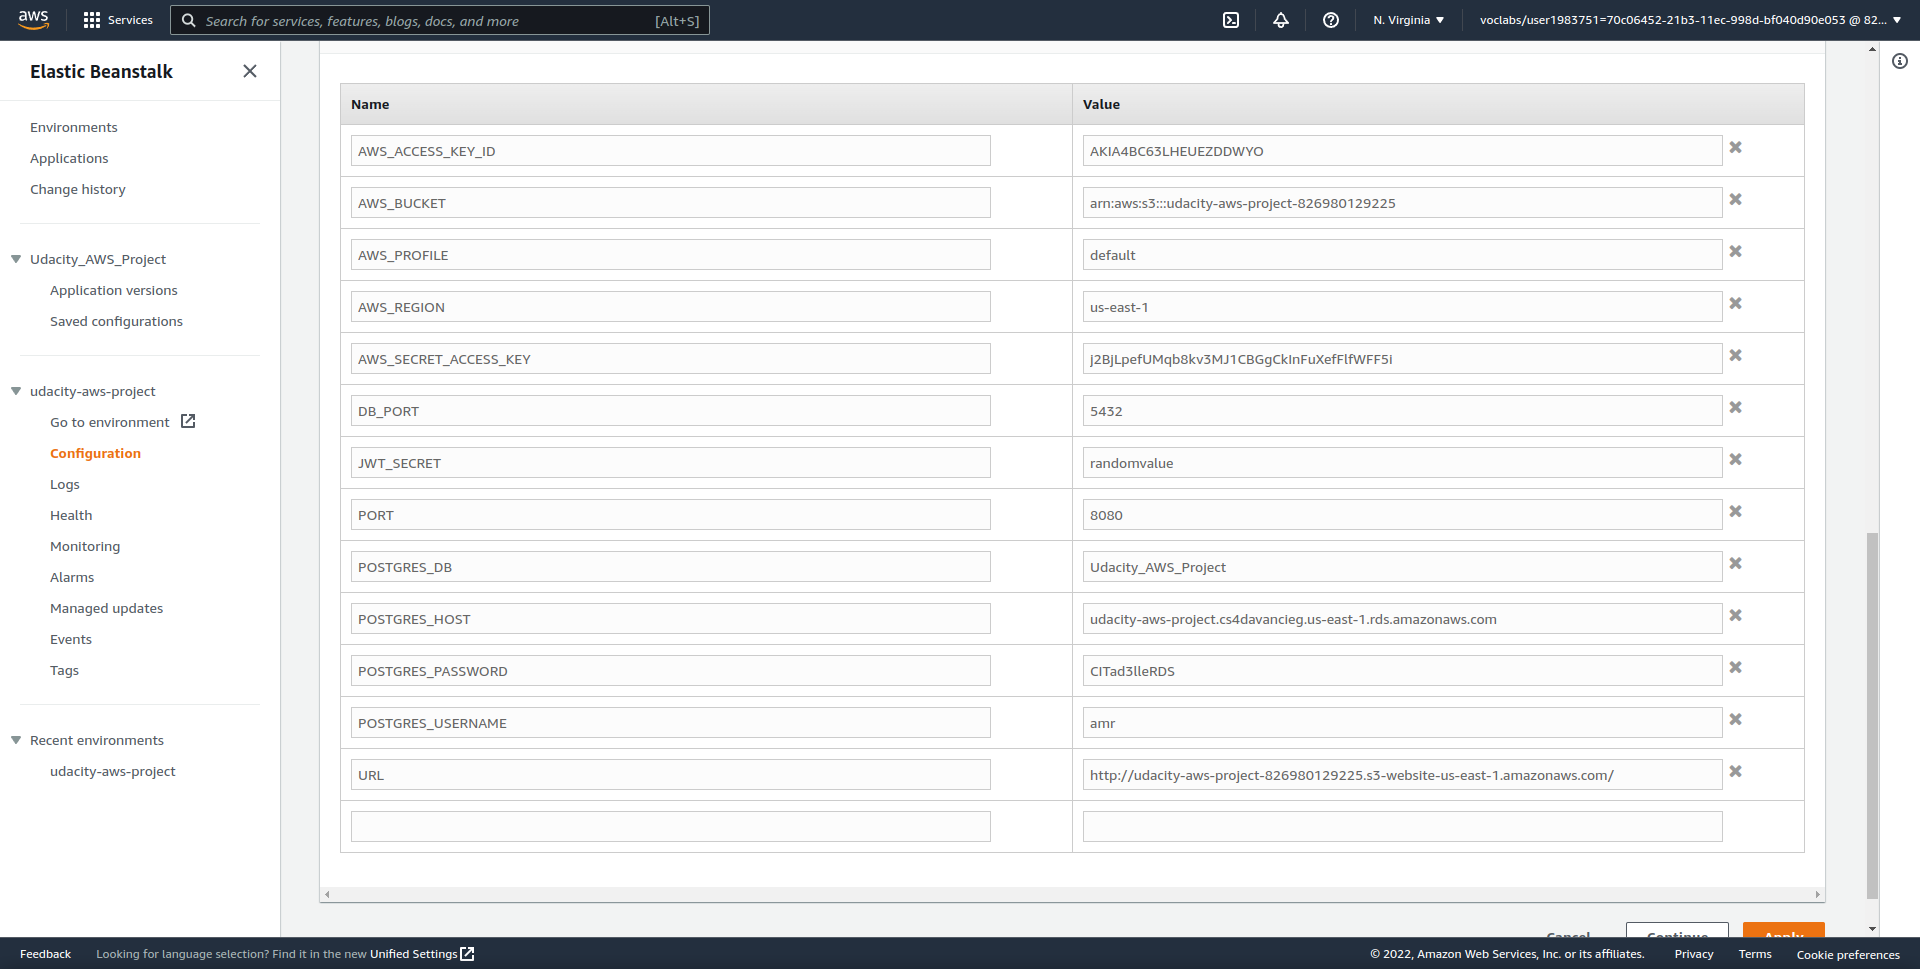 aws
Services
Search for services, features, blogs, docs, and more [Alt+S]
N. Virginia
voclabs/user1983751=70c06452-21b3-11ec-998d-bf040d90e053 @ 82...
Elastic Beanstalk
Environments
Applications
Change history
Udacity_AWS_Project
Application versions
Saved configurations
udacity-aws-project
Go to environment
Configuration
Logs
Health
Monitoring
Alarms
Managed updates
Events
Tags
Recent environments
udacity-aws-project
Name Value
AWS_ACCESS_KEY_ID AKIA4BC63LHEUEZDDWYO
AWS_BUCKET arn:aws:s3:::udacity-aws-project-826980129225
AWS_PROFILE default
AWS_REGION us-east-1
AWS_SECRET_ACCESS_KEY j2BjLpefUMqb8kv3MJ1CBGgCkInFuXefFlfWFF5i
DB_PORT 5432
JWT_SECRET randomvalue
PORT 8080
POSTGRES_DB Udacity_AWS_Project
POSTGRES_HOST udacity-aws-project.cs4davancieg.us-east-1.rds.amazonaws.com
POSTGRES_PASSWORD CITad3lleRDS
POSTGRES_USERNAME amr
URL http://udacity-aws-project-826980129225.s3-website-us-east-1.amazonaws.com/
Cancel Continue Apply
Feedback
Looking for language selection? Find it in the new Unified Settings
© 2022, Amazon Web Services, Inc. or its affiliates.
Privacy
Terms
Cookie preferences